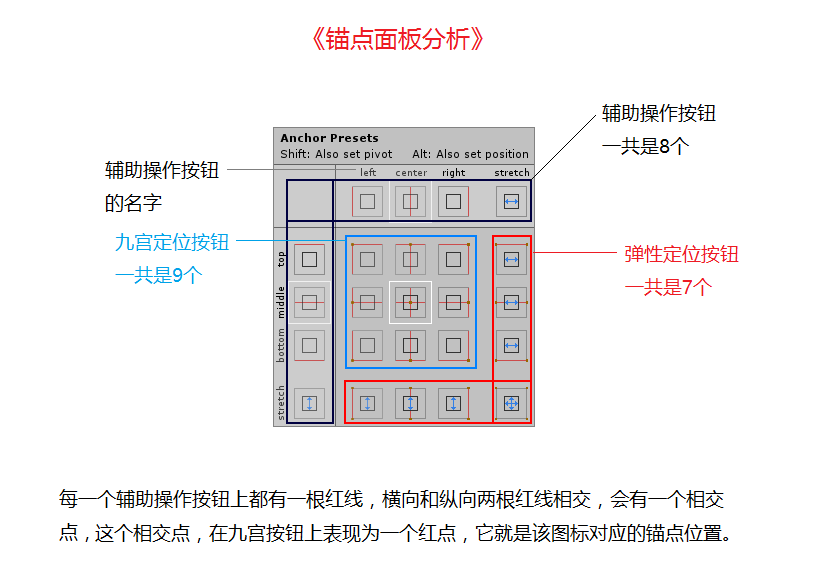 《锚点面板分析》
辅助操作按钮
一共是8个
Anchor Presets
Shift: Also set pivot Alt: Also set position
辅助操作按钮
的名字
left center right stretch
九宫定位按钮
一共是9个
弹性定位按钮
一共是7个
top
middle
bottom
stretch
每一个辅助操作按钮上都有一根红线，横向和纵向两根红线相交，会有一个相交
点，这个相交点，在九宫按钮上表现为一个红点，它就是该图标对应的锚点位置。